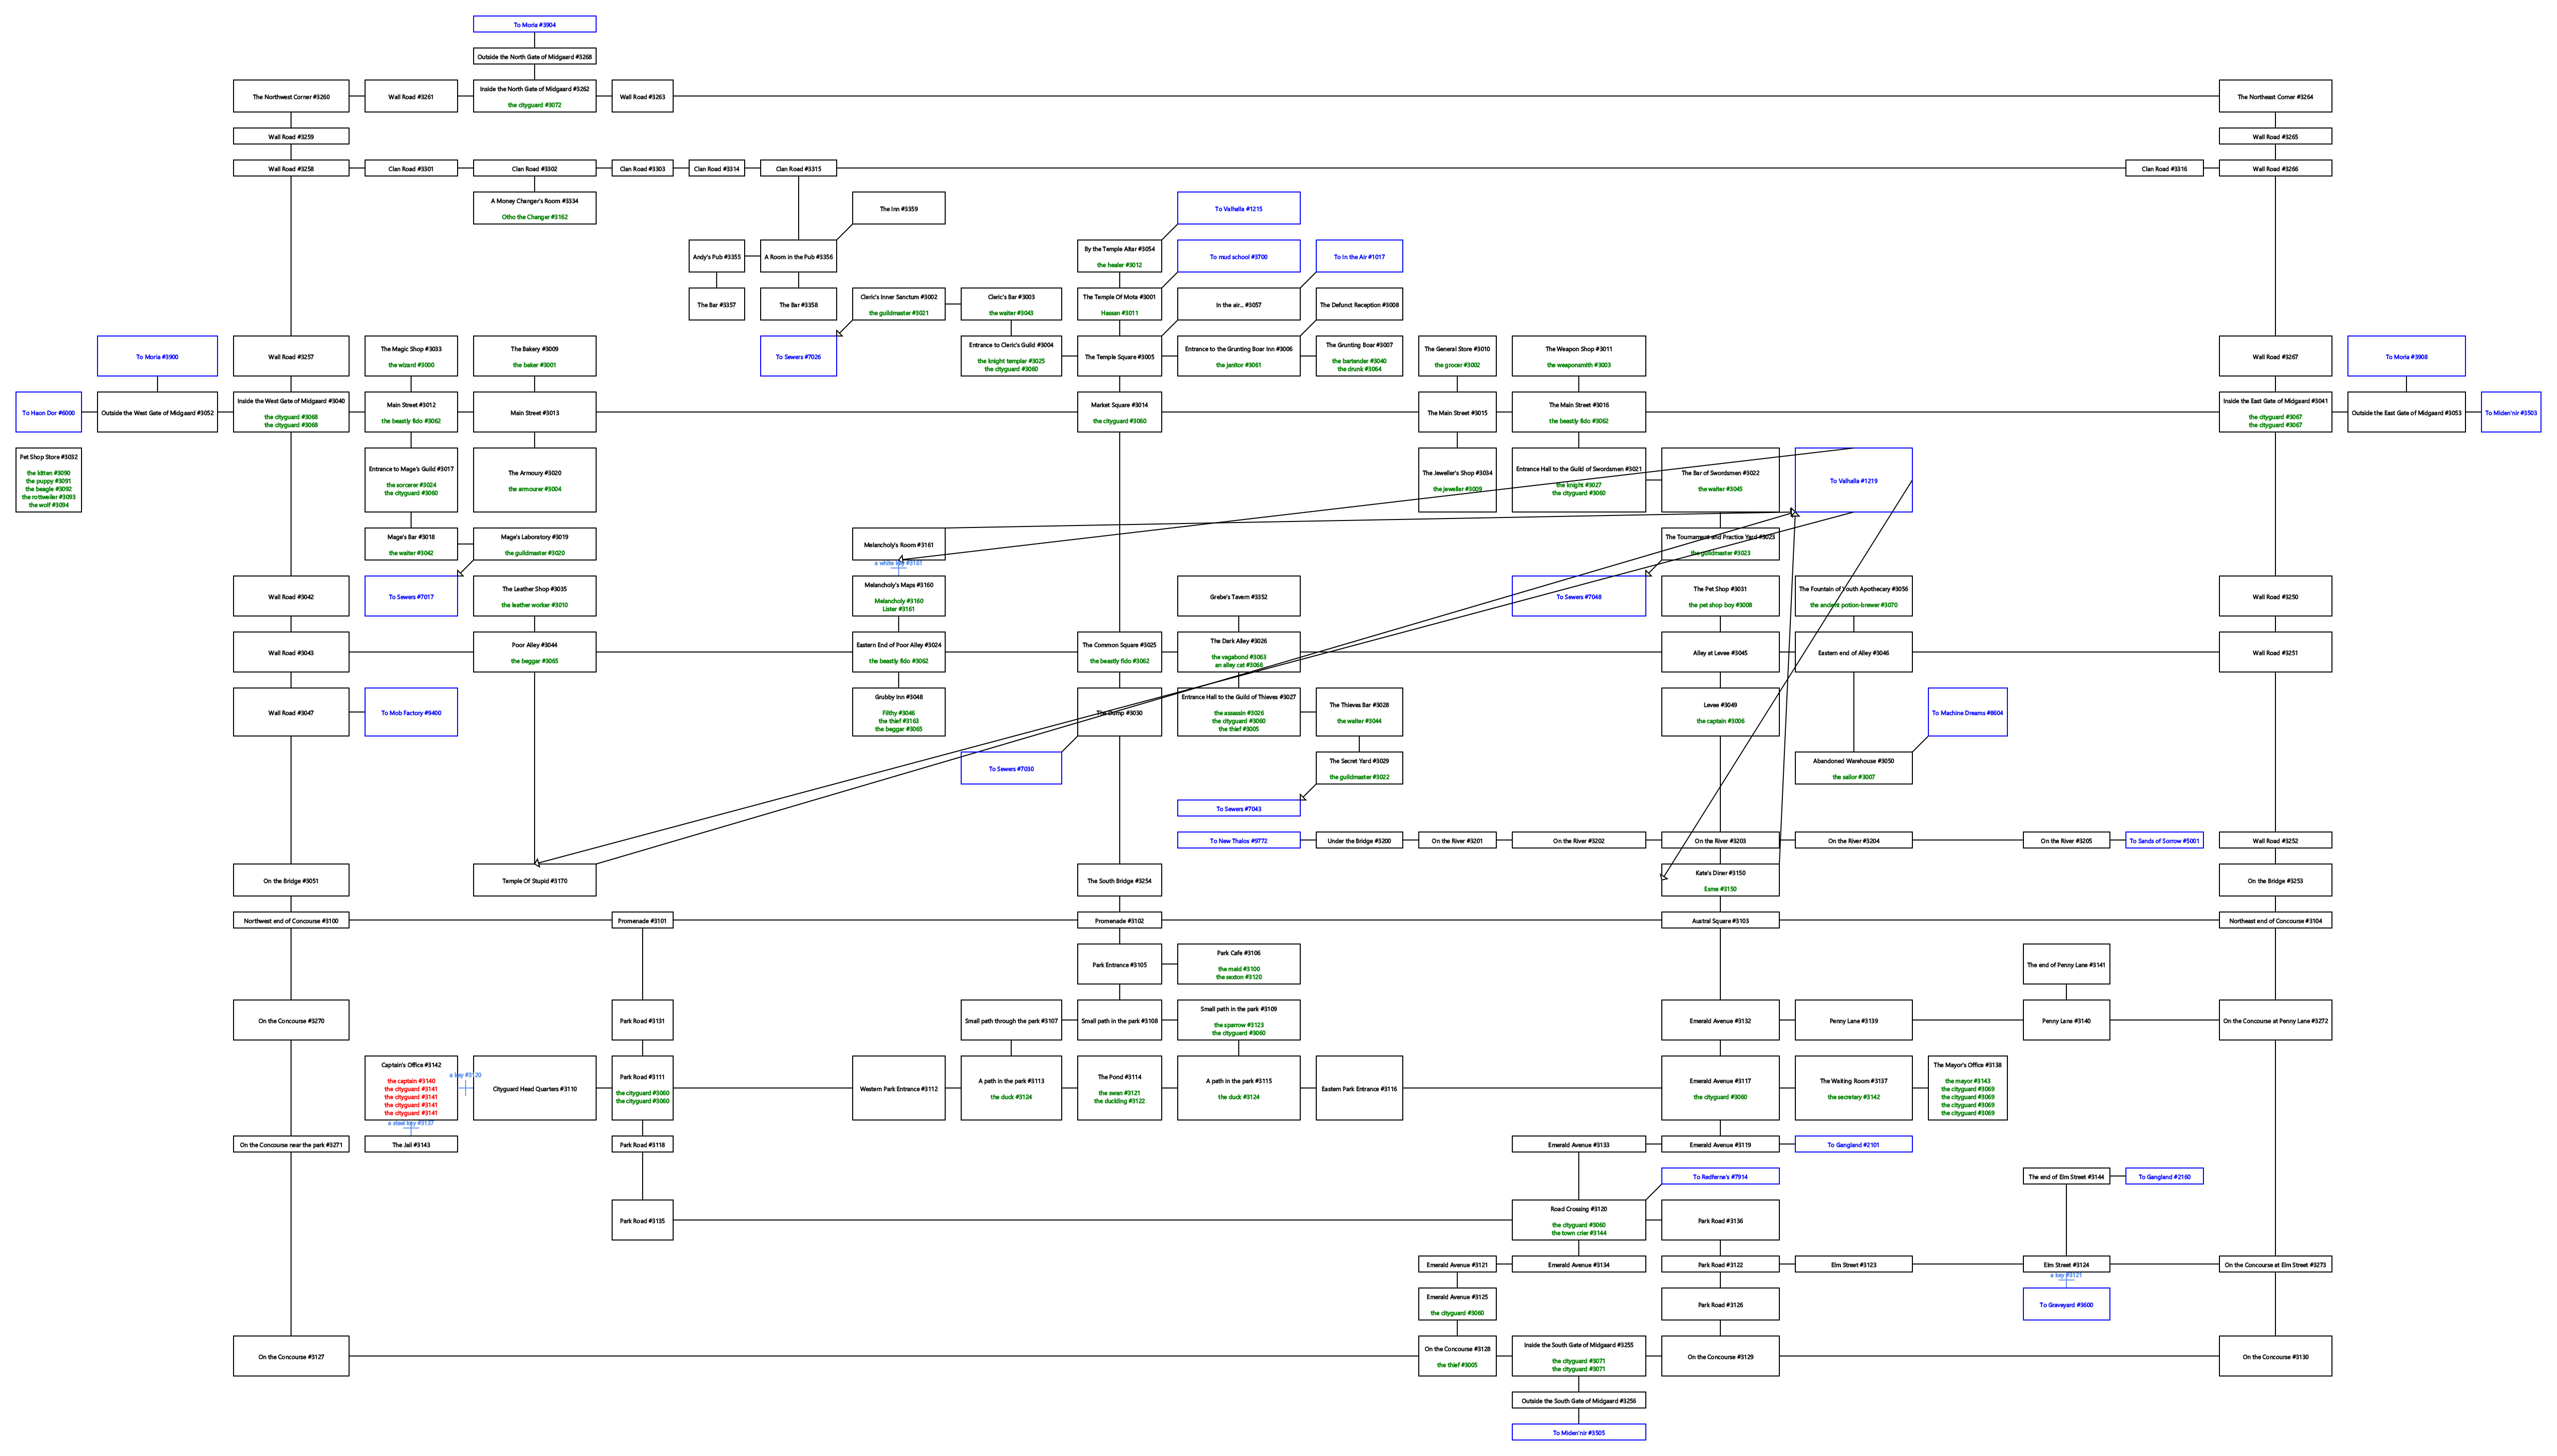 To Moria #3904
Outside the North Gate of Midgaard #3268
The Northwest Corner #3260
Wall Road #3261
Inside the North Gate of Midgaard #3262
the cityguard #3072
Wall Road #3263
The Northeast Corner #3264
Wall Road #3259
Wall Road #3265
Wall Road #3258
Clan Road #3301
Clan Road #3302
Clan Road #3303
Clan Road #3314
Clan Road #3315
Clan Road #3316
Wall Road #3266
A Money Changer's Room #3334
Otho the Changer #3162
The Inn #3359
To Valhalla #1215
Andy's Pub #3355
A Room in the Pub #3356
By the Temple Altar #3054
the healer #3012
To mud school #3700
To In the Air #1017
The Bar #3357
The Bar #3358
Cleric's Inner Sanctum #3002
the guildmaster #3021
Cleric's Bar #3003
the waiter #3043
The Temple Of Mota #3001
Hassan #3011
In the air... #3057
The Defunct Reception #3008
To Moria #3900
Wall Road #3257
The Magic Shop #3033
the wizard #3000
The Bakery #3009
the baker #3001
To Sewers #7026
Entrance to Cleric's Guild #3004
the knight templar #3025
the cityguard #3060
The Temple Square #3005
Entrance to the Grunting Boar Inn #3006
the janitor #3061
The Grunting Boar #3007
the bartender #3040
the drunk #3064
The General Store #3010
the grocer #3002
The Weapon Shop #3011
the weaponsmith #3003
Wall Road #3267
To Moria #3908
To Haon Dor #6000
Outside the West Gate of Midgaard #3052
Inside the West Gate of Midgaard #3040
the cityguard #3068
the cityguard #3068
Main Street #3012
the beastly fido #3062
Main Street #3013
Market Square #3014
the cityguard #3060
The Main Street #3015
The Main Street #3016
the beastly fido #3062
Inside the East Gate of Midgaard #3041
the cityguard #3067
the cityguard #3067
Outside the East Gate of Midgaard #3053
To Miden'nir #3503
Pet Shop Store #3032
the kitten #3090
the puppy #3091
the beagle #3092
the rottweiler #3093
the wolf #3094
Entrance to Mage's Guild #3017
the sorcerer #3024
the cityguard #3060
The Armoury #3020
the armourer #3004
The Jeweller's Shop #3034
the jeweller #3009
Entrance Hall to the Guild of Swordsmen #3021
the knight #3027
the cityguard #3060
The Bar of Swordsmen #3022
the waiter #3045
To Valhalla #1219
Mage's Bar #3018
the waiter #3042
Mage's Laboratory #3019
the guildmaster #3020
Melancholy's Room #3161
a white key #3161
The Tournament and Practice Yard #3023
the guildmaster #3023
Wall Road #3042
To Sewers #7017
The Leather Shop #3035
the leather worker #3010
Melancholy's Maps #3160
Melancholy #3160
Lister #3161
Grebe's Tavern #3352
To Sewers #7048
The Pet Shop #3031
the pet shop boy #3008
The Fountain of Youth Apothecary #3056
the ancient potion-brewer #3070
Wall Road #3250
Wall Road #3043
Poor Alley #3044
the beggar #3065
Eastern End of Poor Alley #3024
the beastly fido #3062
The Common Square #3025
the beastly fido #3062
The Dark Alley #3026
the vagabond #3063
an alley cat #3066
Alley at Levee #3045
Eastern end of Alley #3046
Wall Road #3251
Wall Road #3047
To Mob Factory #9400
Grubby Inn #3048
Filthy #3046
the thief #3163
the beggar #3065
The Dump #3030
Entrance Hall to the Guild of Thieves #3027
the assassin #3026
the cityguard #3060
the thief #3005
The Thieves Bar #3028
the waiter #3044
Levee #3049
the captain #3006
To Machine Dreams #8604
To Sewers #7030
The Secret Yard #3029
the guildmaster #3022
Abandoned Warehouse #3050
the sailor #3007
To Sewers #7043
To New Thalos #9772
Under the Bridge #3200
On the River #3201
On the River #3202
On the River #3203
On the River #3204
On the River #3205
To Sands of Sorrow #5001
Wall Road #3252
On the Bridge #3051
Temple Of Stupid #3170
The South Bridge #3254
Kate's Diner #3150
Esme #3150
On the Bridge #3253
Northwest end of Concourse #3100
Promenade #3101
Promenade #3102
Austral Square #3103
Northeast end of Concourse #3104
Park Entrance #3105
Park Cafe #3106
the maid #3100
the sexton #3120
The end of Penny Lane #3141
On the Concourse #3270
Park Road #3131
Small path through the park #3107
Small path in the park #3108
Small path in the park #3109
the sparrow #3123
the cityguard #3060
Emerald Avenue #3132
Penny Lane #3139
Penny Lane #3140
On the Concourse at Penny Lane #3272
Captain's Office #3142
the captain #3140
the cityguard #3141
the cityguard #3141
the cityguard #3141
the cityguard #3141
a key #3120
Cityguard Head Quarters #3110
Park Road #3111
the cityguard #3060
the cityguard #3060
Western Park Entrance #3112
A path in the park #3113
the duck #3124
The Pond #3114
the swan #3121
the duckling #3122
A path in the park #3115
the duck #3124
Eastern Park Entrance #3116
Emerald Avenue #3117
the cityguard #3060
The Waiting Room #3137
the secretary #3142
The Mayor's Office #3138
the mayor #3143
the cityguard #3069
the cityguard #3069
the cityguard #3069
the cityguard #3069
a steel key #3137
On the Concourse near the park #3271
The Jail #3143
Park Road #3118
Emerald Avenue #3133
Emerald Avenue #3119
To Gangland #2101
To Redferne's #7914
The end of Elm Street #3144
To Gangland #2160
Park Road #3135
Road Crossing #3120
the cityguard #3060
the town crier #3144
Park Road #3136
Emerald Avenue #3121
Emerald Avenue #3134
Park Road #3122
Elm Street #3123
Elm Street #3124
a key #3121
On the Concourse at Elm Street #3273
Emerald Avenue #3125
the cityguard #3060
Park Road #3126
To Graveyard #3600
On the Concourse #3127
On the Concourse #3128
the thief #3005
Inside the South Gate of Midgaard #3255
the cityguard #3071
the cityguard #3071
On the Concourse #3129
On the Concourse #3130
Outside the South Gate of Midgaard #3256
To Miden'nir #3505